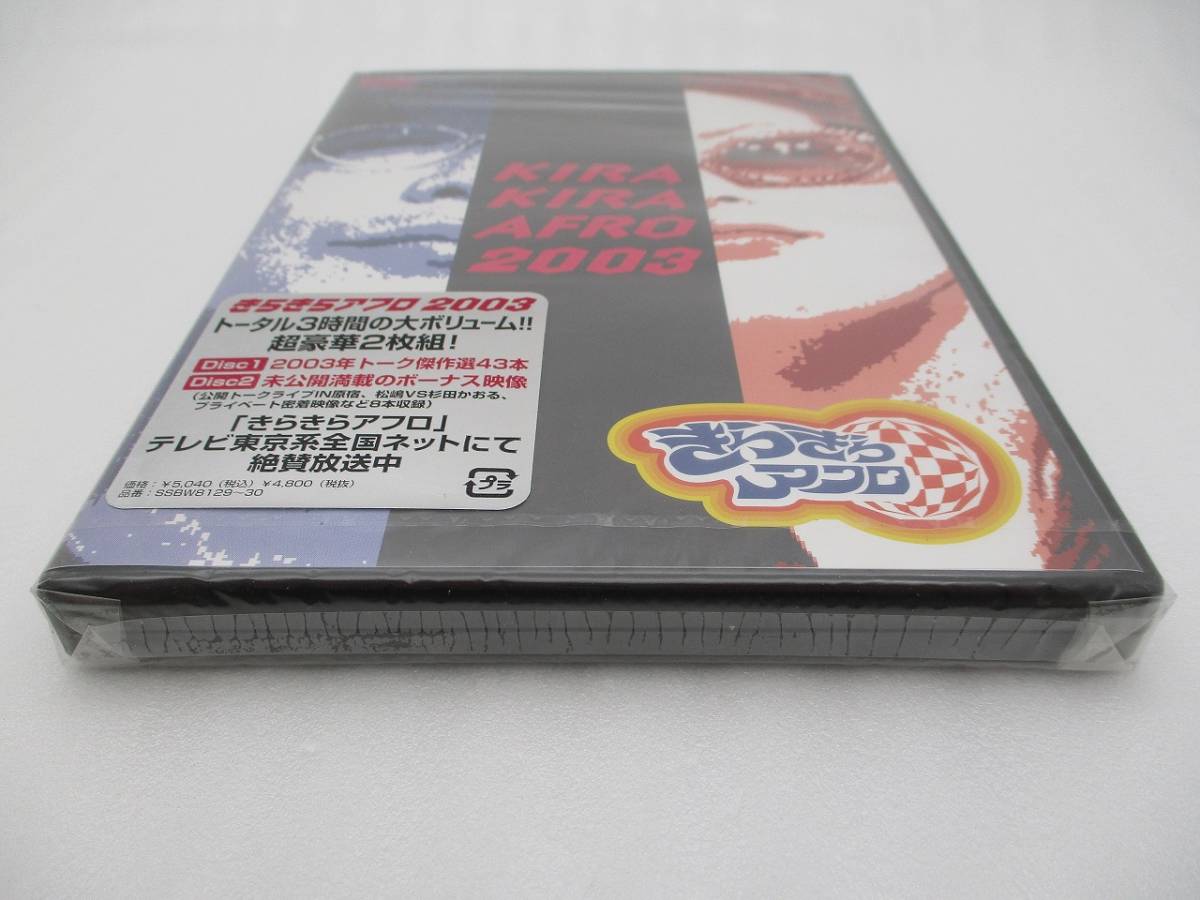 KIRA
KIRA
AFRO
2003
きらきらアフロ 2003
トータル3時間の大ボリューム!!
超豪華2枚組!
Disc1 2003年トーク傑作選43本
Disc2 未公開満載のボーナス映像
(公開トークライブIN原宿、松嶋VS杉田かおる、
プライベート密着映像など8本収録)
「きらきらアフロ」
テレビ東京系全国ネットにて
絶賛放送中
価格:¥5,040(税込)¥4,800(税抜)
品番:SSBW8129~30
プラ
きらきら
アフロ